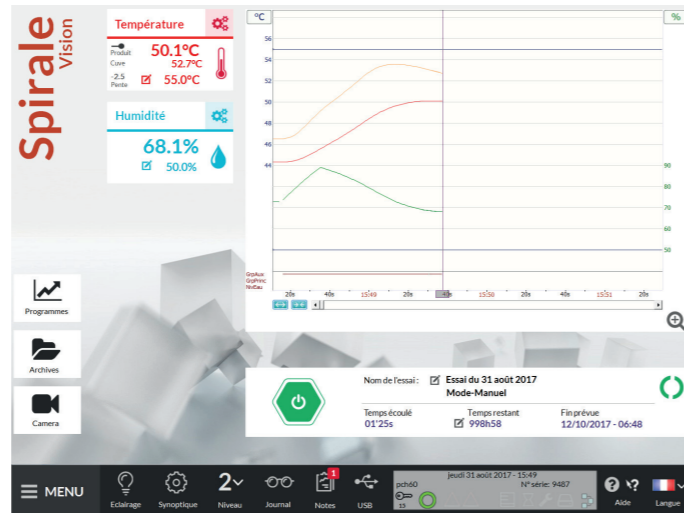 Spirale
Vision
Température
Produit 50.1°C
Cuve 52.7°C
-2.5
Pente 55.0°C
Humidité
68.1%
50.0%
°C
%
56
54
52
50
48
46
44
90
80
70
60
50
GrpAux
GrpPrinc
Niveau
20s 40s 15:49 20s 40s 15:50 20s 40s 15:51 20s
Programmes
Archives
Camera
Nom de l'essai : Essai du 31 août 2017
Mode-Manuel
Temps écoulé Temps restant Fin prévue
01'25s 998h58 12/10/2017 - 06:48
MENU
Eclairage
Synoptique
2
Niveau
Journal
1
Notes
USB
jeudi 31 août 2017 - 15:49
pch60 N° série: 9487
15
Aide
Langue